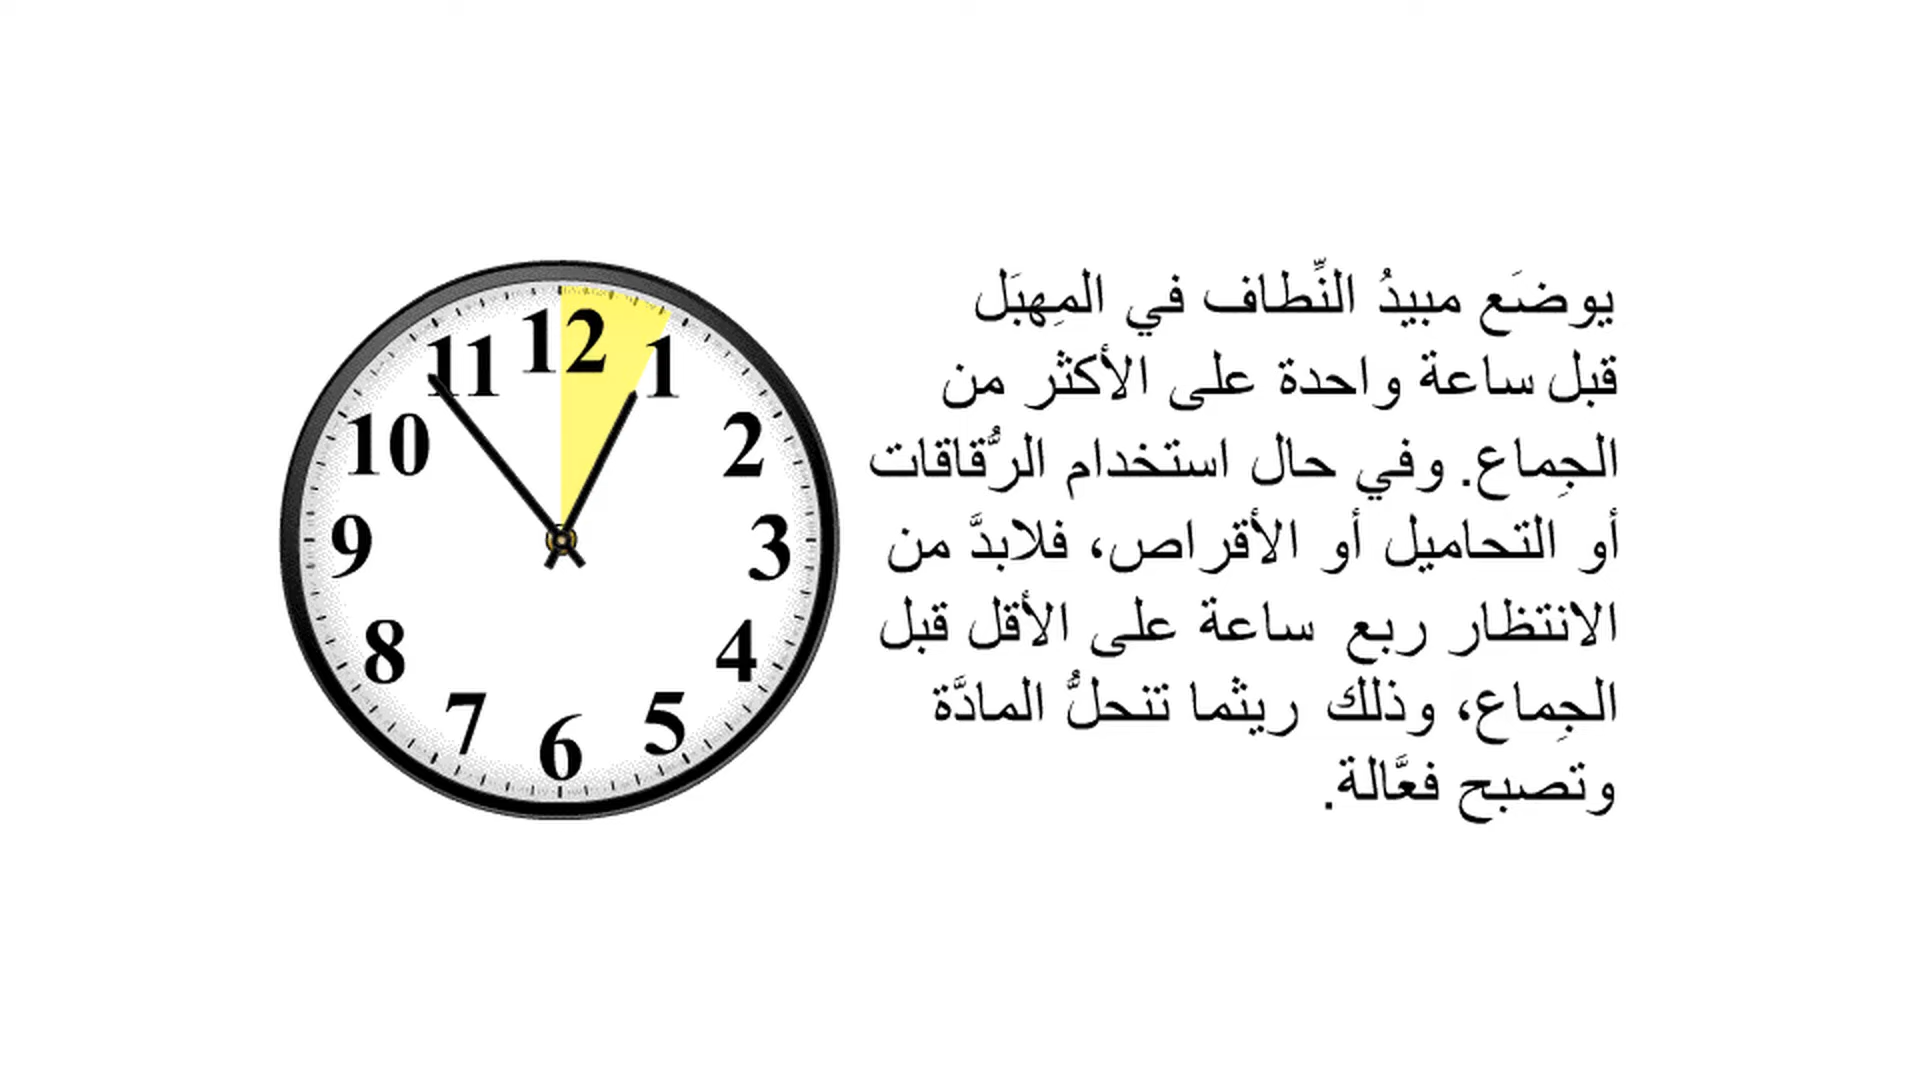 12
1
2
3
4
5
6
7
8
9
10
11
يوضَع مبيدُ النِّطاف في المِهبَل
قبل ساعة واحدة على الأكثر من
الجِماع. وفي حال استخدام الرُّقاقات
أو التحاميل أو الأقراص، فلابدَّ من
الانتظار ربع ساعة على الأقل قبل
الجِماع، وذلك ريثما تنحلُّ المادَّة
وتصبح فعَّالة.